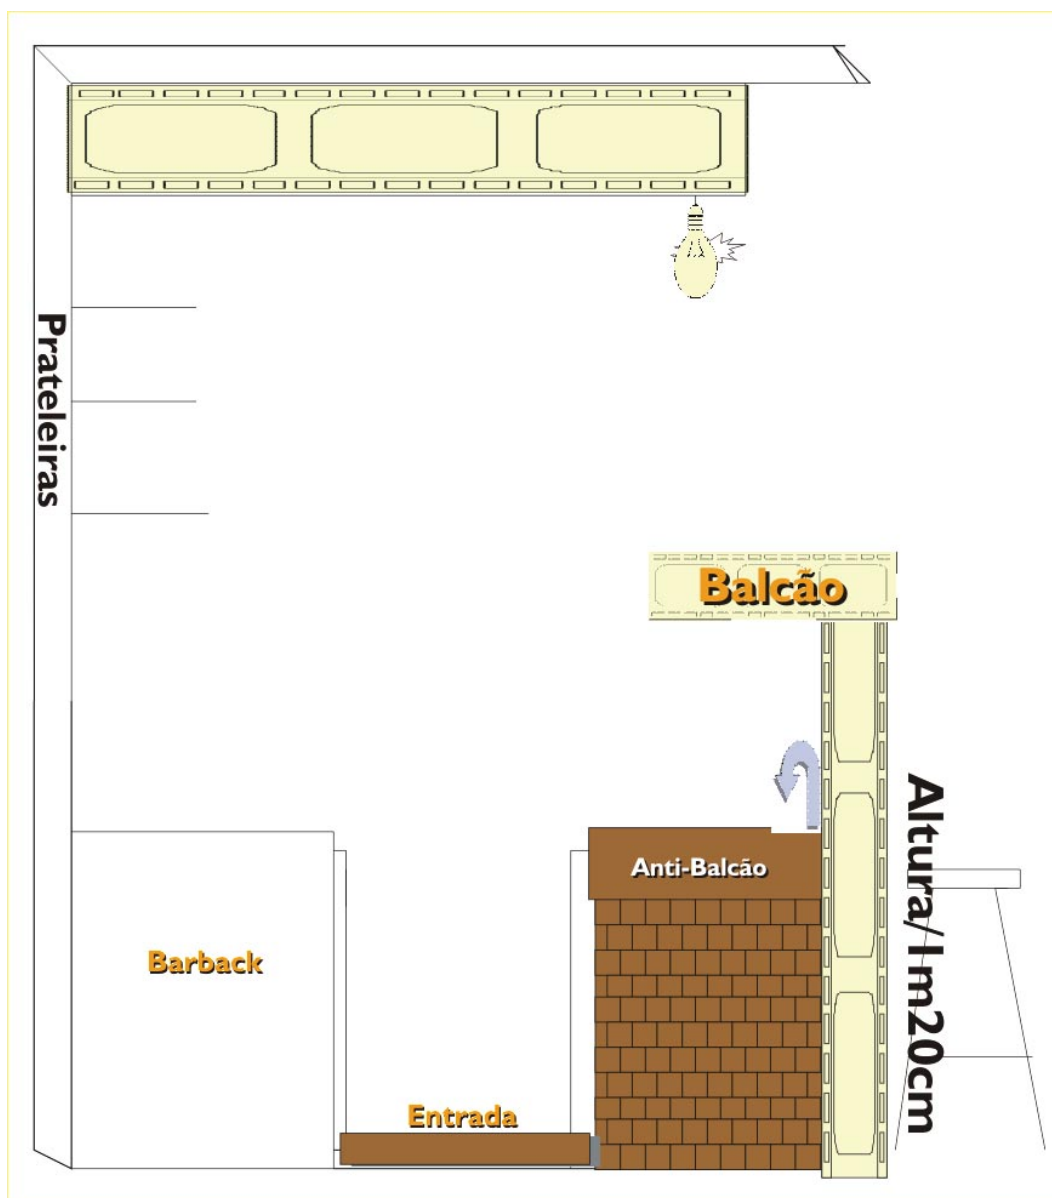 Prateleiras
Balcão
Altura/1m20cm
Anti-Balcão
Barback
Entrada